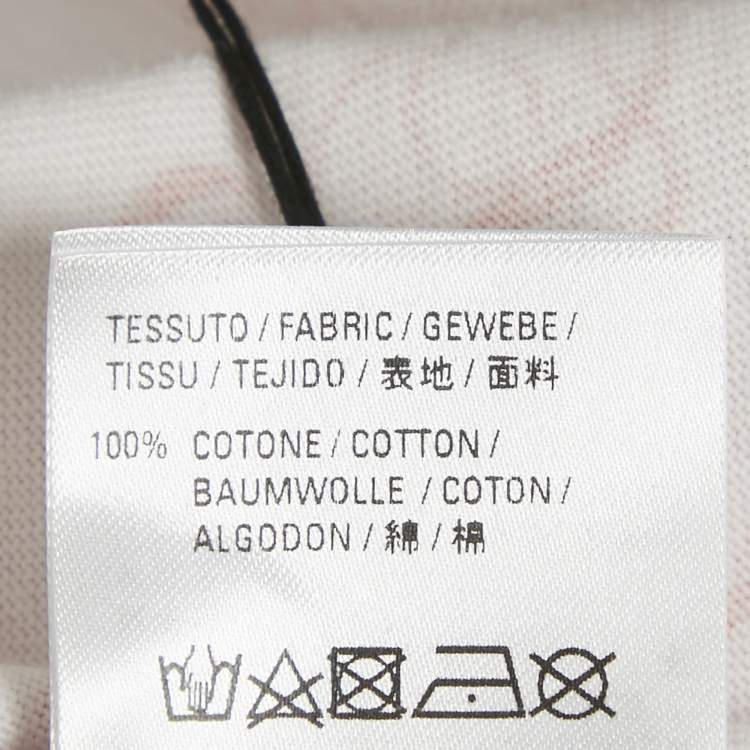 TESSUTO / FABRIC / GEWEBE /
TISSU / TEJIDO / 表地 / 面料
100% COTONE / COTTON /
BAUMWOLLE / COTON /
ALGODON / 綿 / 棉